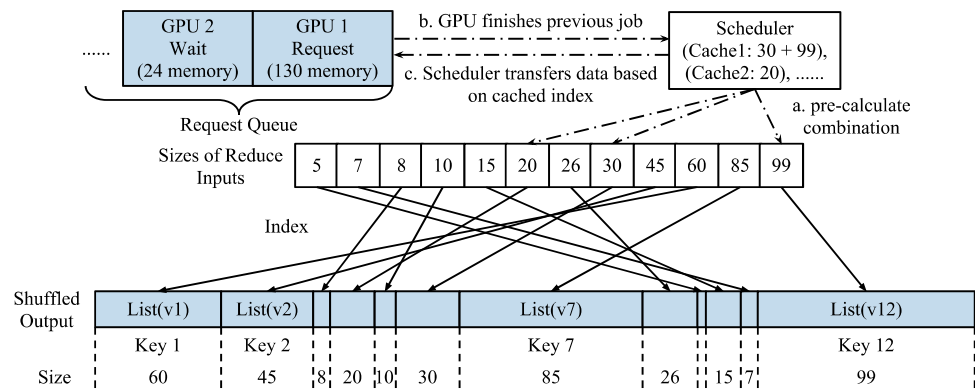 GPU 2
Wait
(24 memory)
GPU 1
Request
(130 memory)
......
Request Queue
b. GPU finishes previous job
c. Scheduler transfers data based
on cached index
Scheduler
(Cache1: 30 + 99),
(Cache2: 20), ......
a. pre-calculate
combination
Sizes of Reduce
Inputs
5 7 8 10 15 20 26 30 45 60 85 99
Index
Shuffled
Output
List(v1) List(v2) List(v7) List(v12)
Key 1 Key 2 Key 7 Key 12
Size 60 45 8 20 10 30 85 26 15 7 99